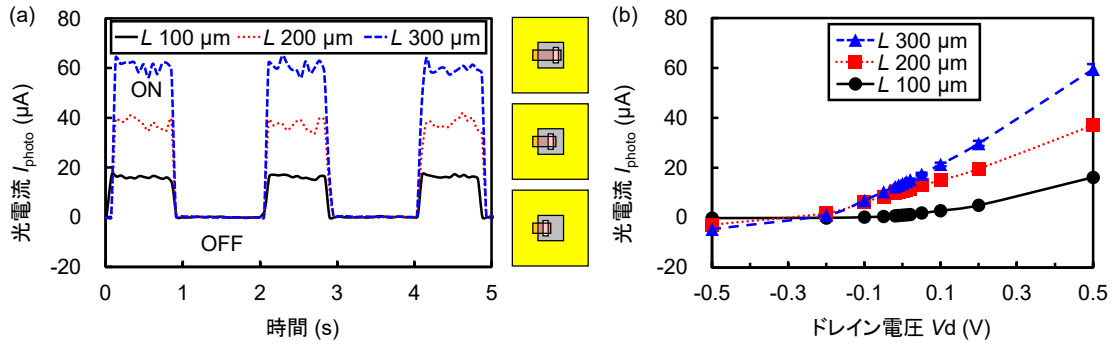 (a)
80
60
40
20
0
-20
光電流 Iphoto (μA)
L 100 μm L 200 μm L 300 μm
ON
OFF
0 1 2 3 4 5
時間 (s)
(b)
80
60
40
20
0
-20
光電流 Iphoto (μA)
L 300 μm
L 200 μm
L 100 μm
-0.5 -0.3 -0.1 0.1 0.3 0.5
ドレイン電圧 Vd (V)